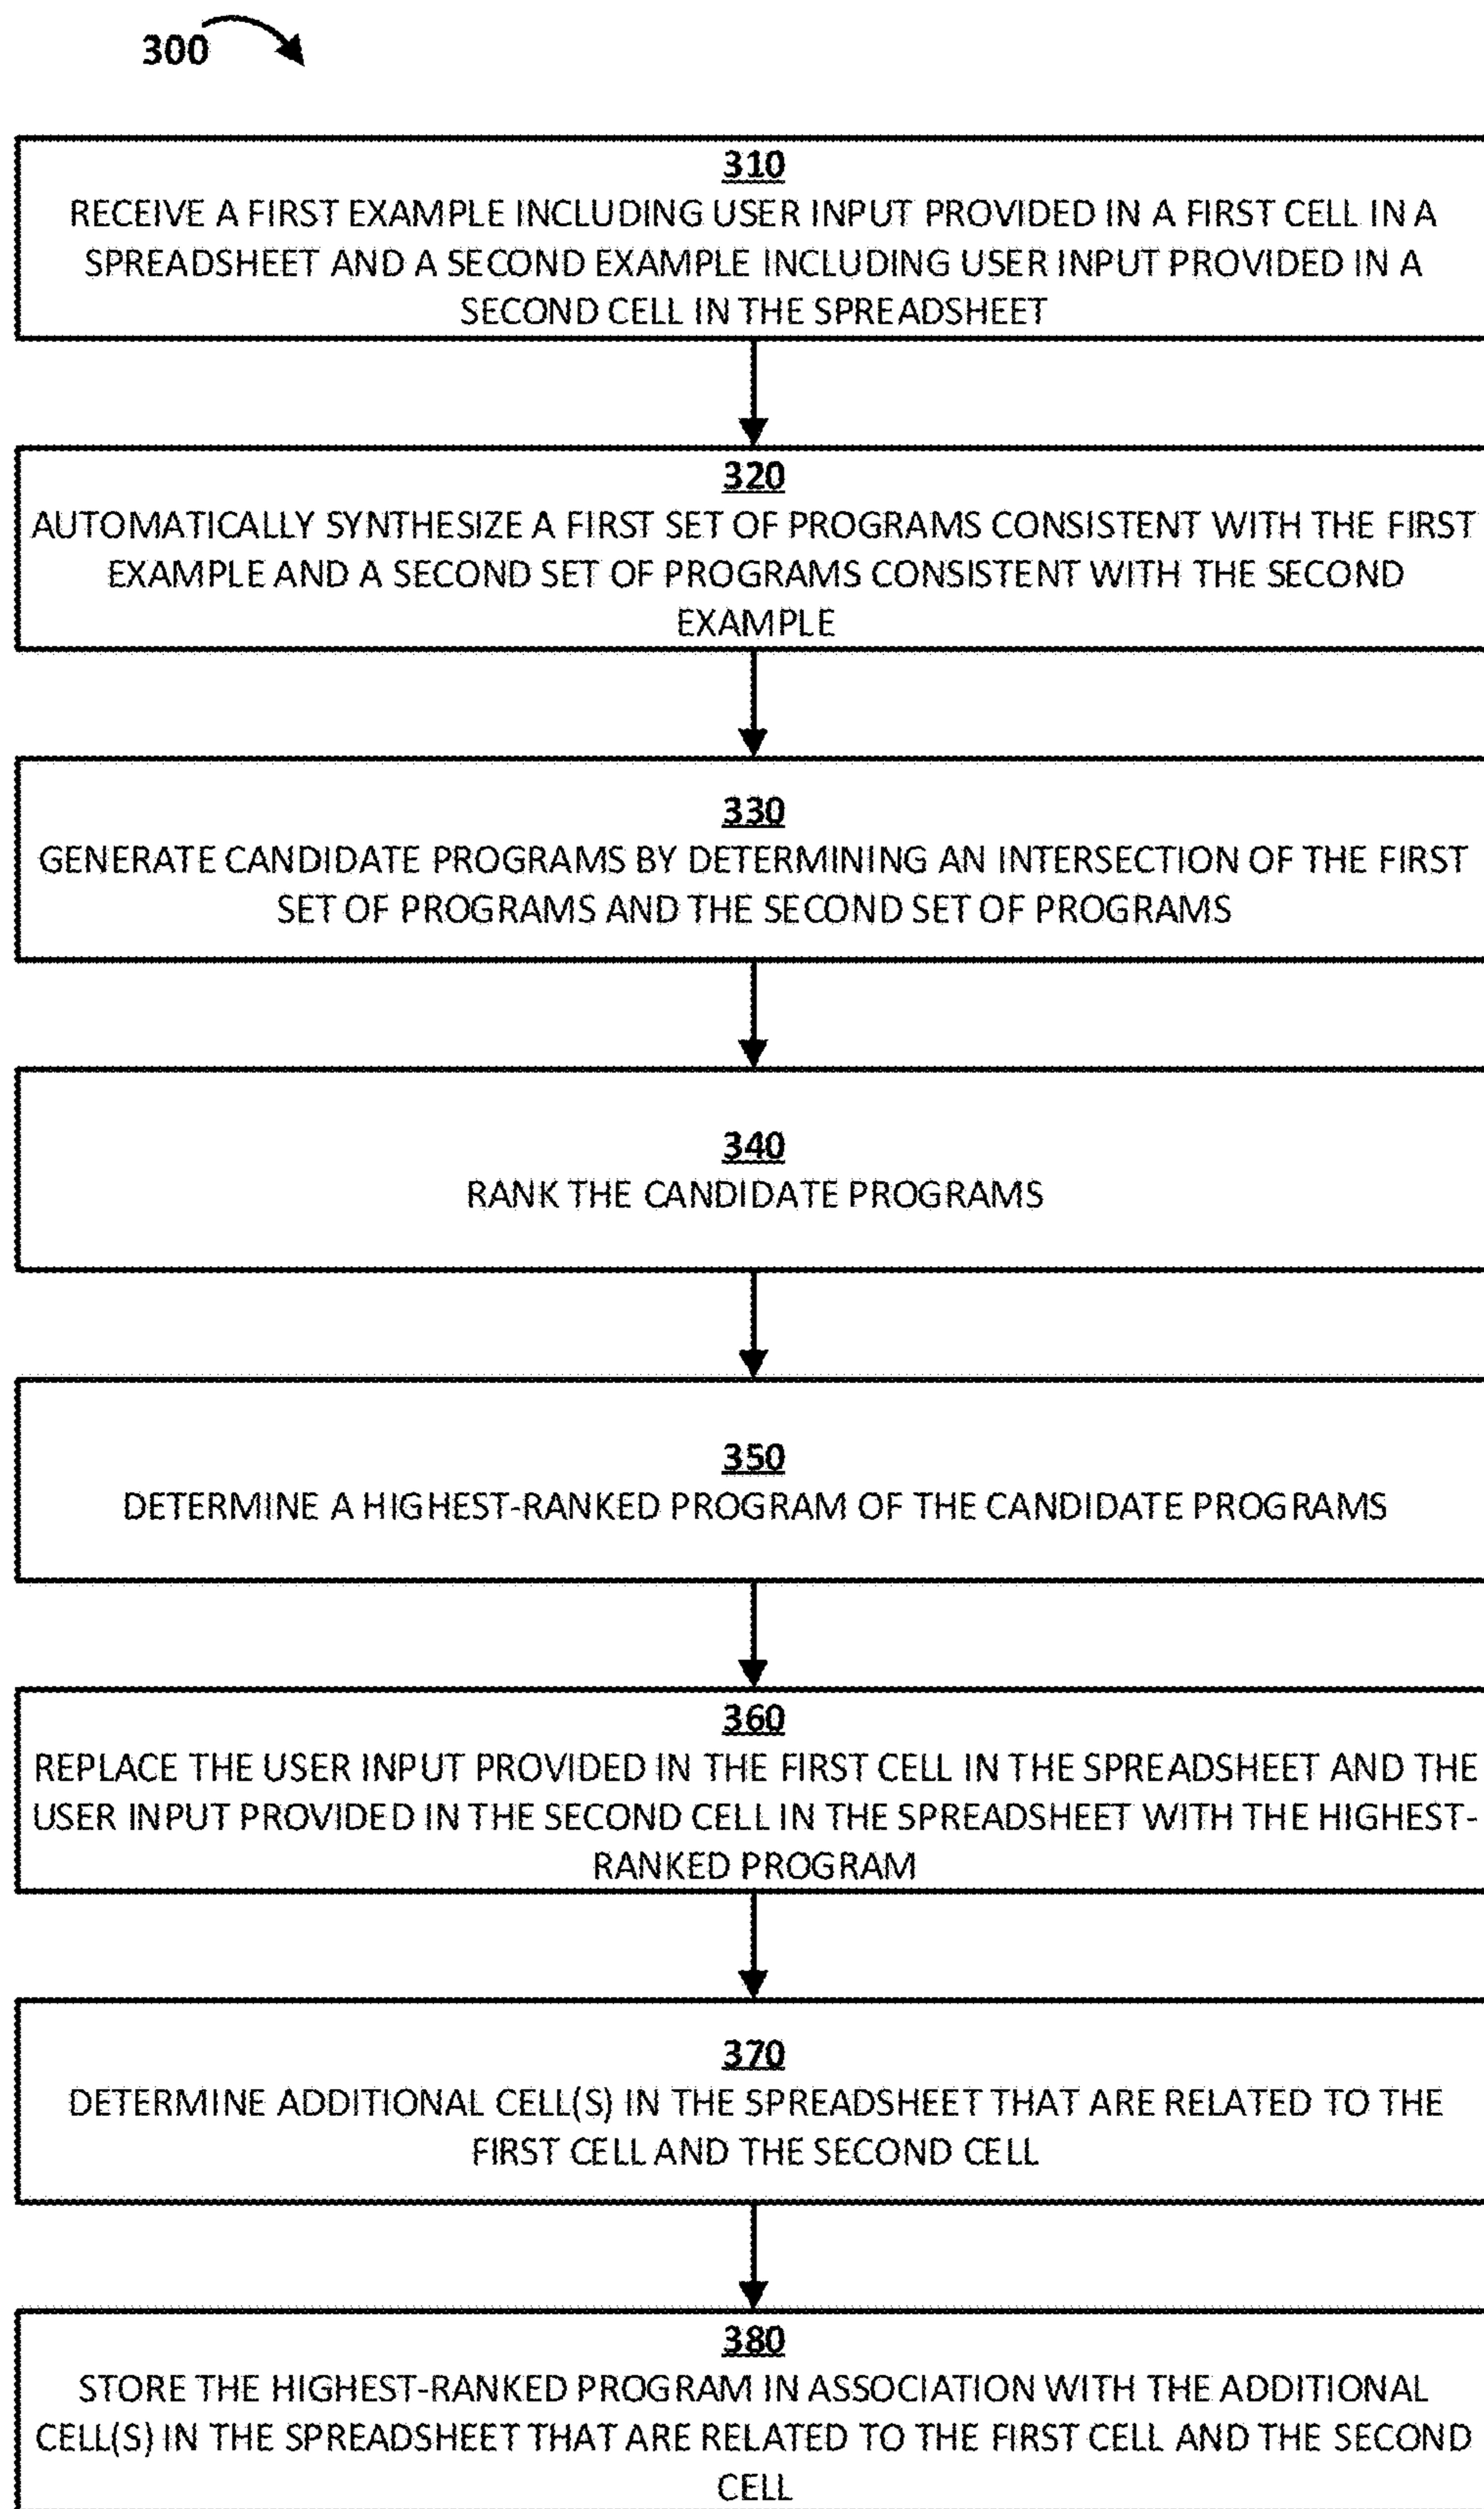 300
310
RECEIVE A FIRST EXAMPLE INCLUDING USER INPUT PROVIDED IN A FIRST CELL IN A
SPREADSHEET AND A SECOND EXAMPLE INCLUDING USER INPUT PROVIDED IN A
SECOND CELL IN THE SPREADSHEET
320
AUTOMATICALLY SYNTHESIZE A FIRST SET OF PROGRAMS CONSISTENT WITH THE FIRST
EXAMPLE AND A SECOND SET OF PROGRAMS CONSISTENT WITH THE SECOND
EXAMPLE
330
GENERATE CANDIDATE PROGRAMS BY DETERMINING AN INTERSECTION OF THE FIRST
SET OF PROGRAMS AND THE SECOND SET OF PROGRAMS
340
RANK THE CANDIDATE PROGRAMS
350
DETERMINE A HIGHEST-RANKED PROGRAM OF THE CANDIDATE PROGRAMS
360
REPLACE THE USER INPUT PROVIDED IN THE FIRST CELL IN THE SPREADSHEET AND THE
USER INPUT PROVIDED IN THE SECOND CELL IN THE SPREADSHEET WITH THE HIGHEST-
RANKED PROGRAM
370
DETERMINE ADDITIONAL CELL(S) IN THE SPREADSHEET THAT ARE RELATED TO THE
FIRST CELL AND THE SECOND CELL
380
STORE THE HIGHEST-RANKED PROGRAM IN ASSOCIATION WITH THE ADDITIONAL
CELL(S) IN THE SPREADSHEET THAT ARE RELATED TO THE FIRST CELL AND THE SECOND
CELL